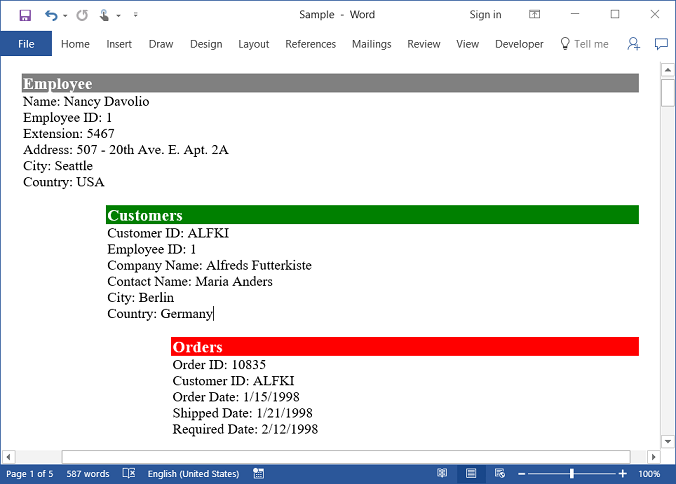 Sample - Word
Sign in
File Home Insert Draw Design Layout References Mailings Review View Developer Tell me
Employee
Name: Nancy Davolio
Employee ID: 1
Extension: 5467
Address: 507 - 20th Ave. E. Apt. 2A
City: Seattle
Country: USA
Customers
Customer ID: ALFKI
Employee ID: 1
Company Name: Alfreds Futterkiste
Contact Name: Maria Anders
City: Berlin
Country: Germany
Orders
Order ID: 10835
Customer ID: ALFKI
Order Date: 1/15/1998
Shipped Date: 1/21/1998
Required Date: 2/12/1998
Page 1 of 5 587 words English (United States) 100%